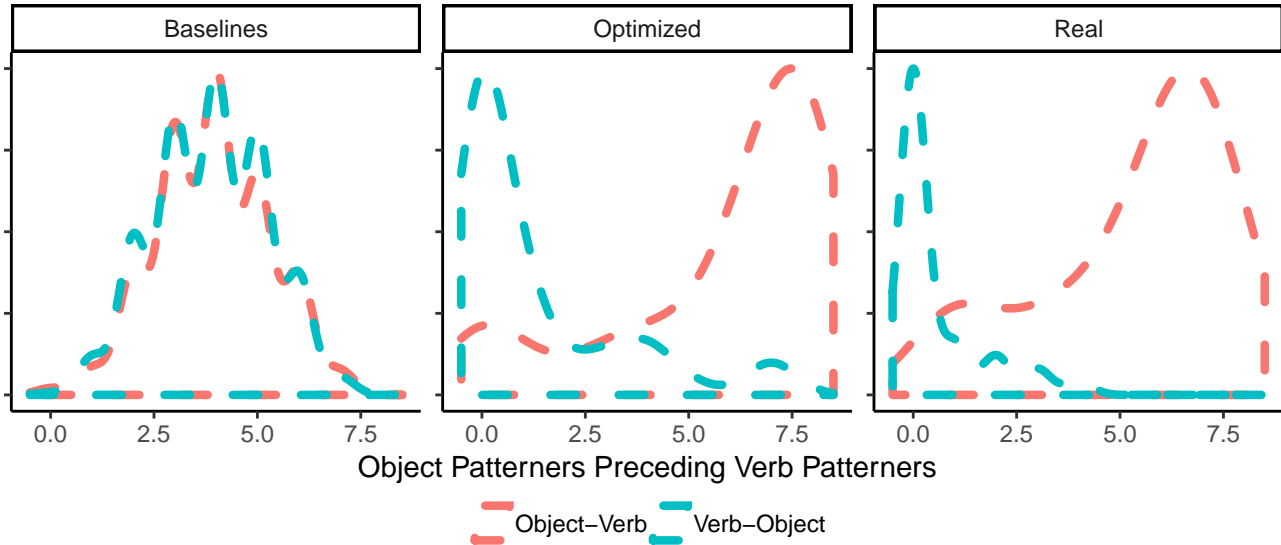 Baselines Optimized Real
0.0 2.5 5.0 7.5 0.0 2.5 5.0 7.5 0.0 2.5 5.0 7.5
Object Patterners Preceding Verb Patterners
Object−Verb Verb−Object